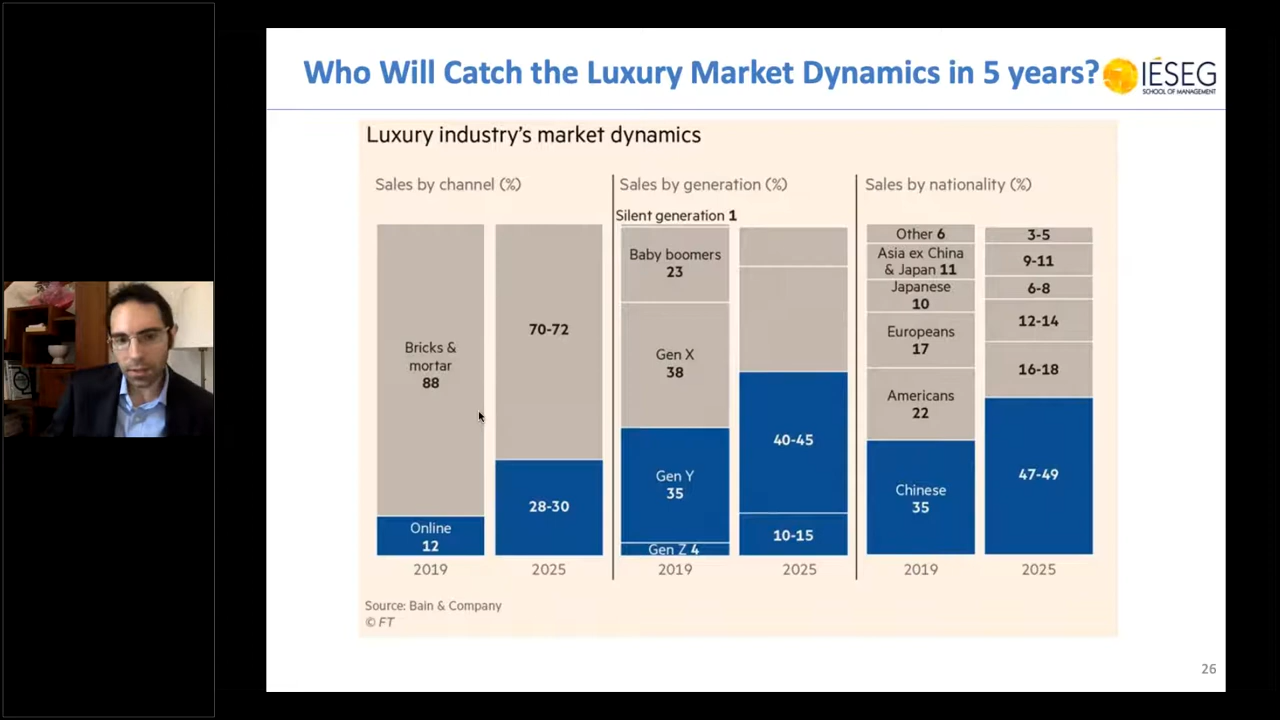 Who Will Catch the Luxury Market Dynamics in 5 years?
IÉSEG
SCHOOL OF MANAGEMENT
Luxury industry's market dynamics
Sales by channel (%)
Bricks &
mortar
88
Online
12
2019
70-72
28-30
2025
Sales by generation (%)
Silent generation 1
Baby boomers
23
Gen X
38
Gen Y
35
Gen Z 4
2019
40-45
10-15
2025
Sales by nationality (%)
Other 6
Asia ex China
& Japan 11
Japanese
10
Europeans
17
Americans
22
Chinese
35
2019
3-5
9-11
6-8
12-14
16-18
47-49
2025
Source: Bain & Company
© FT
26